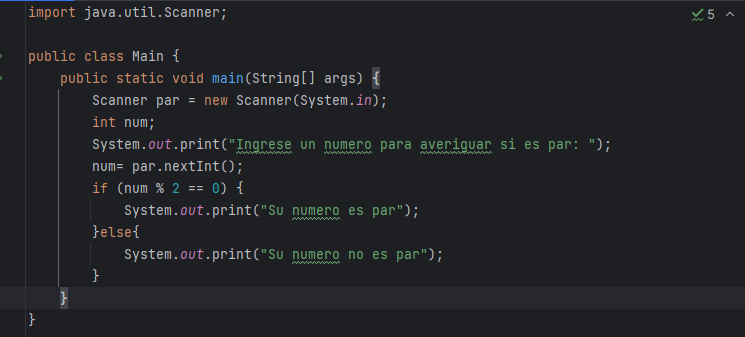 import java.util.Scanner;
5
public class Main {
public static void main(String[] args) {
Scanner par = new Scanner(System.in);
int num;
System.out.print("Ingrese un numero para averiguar si es par: ");
num= par.nextInt();
if (num % 2 == 0) {
System.out.print("Su numero es par");
}else{
System.out.print("Su numero no es par");
}
}
}